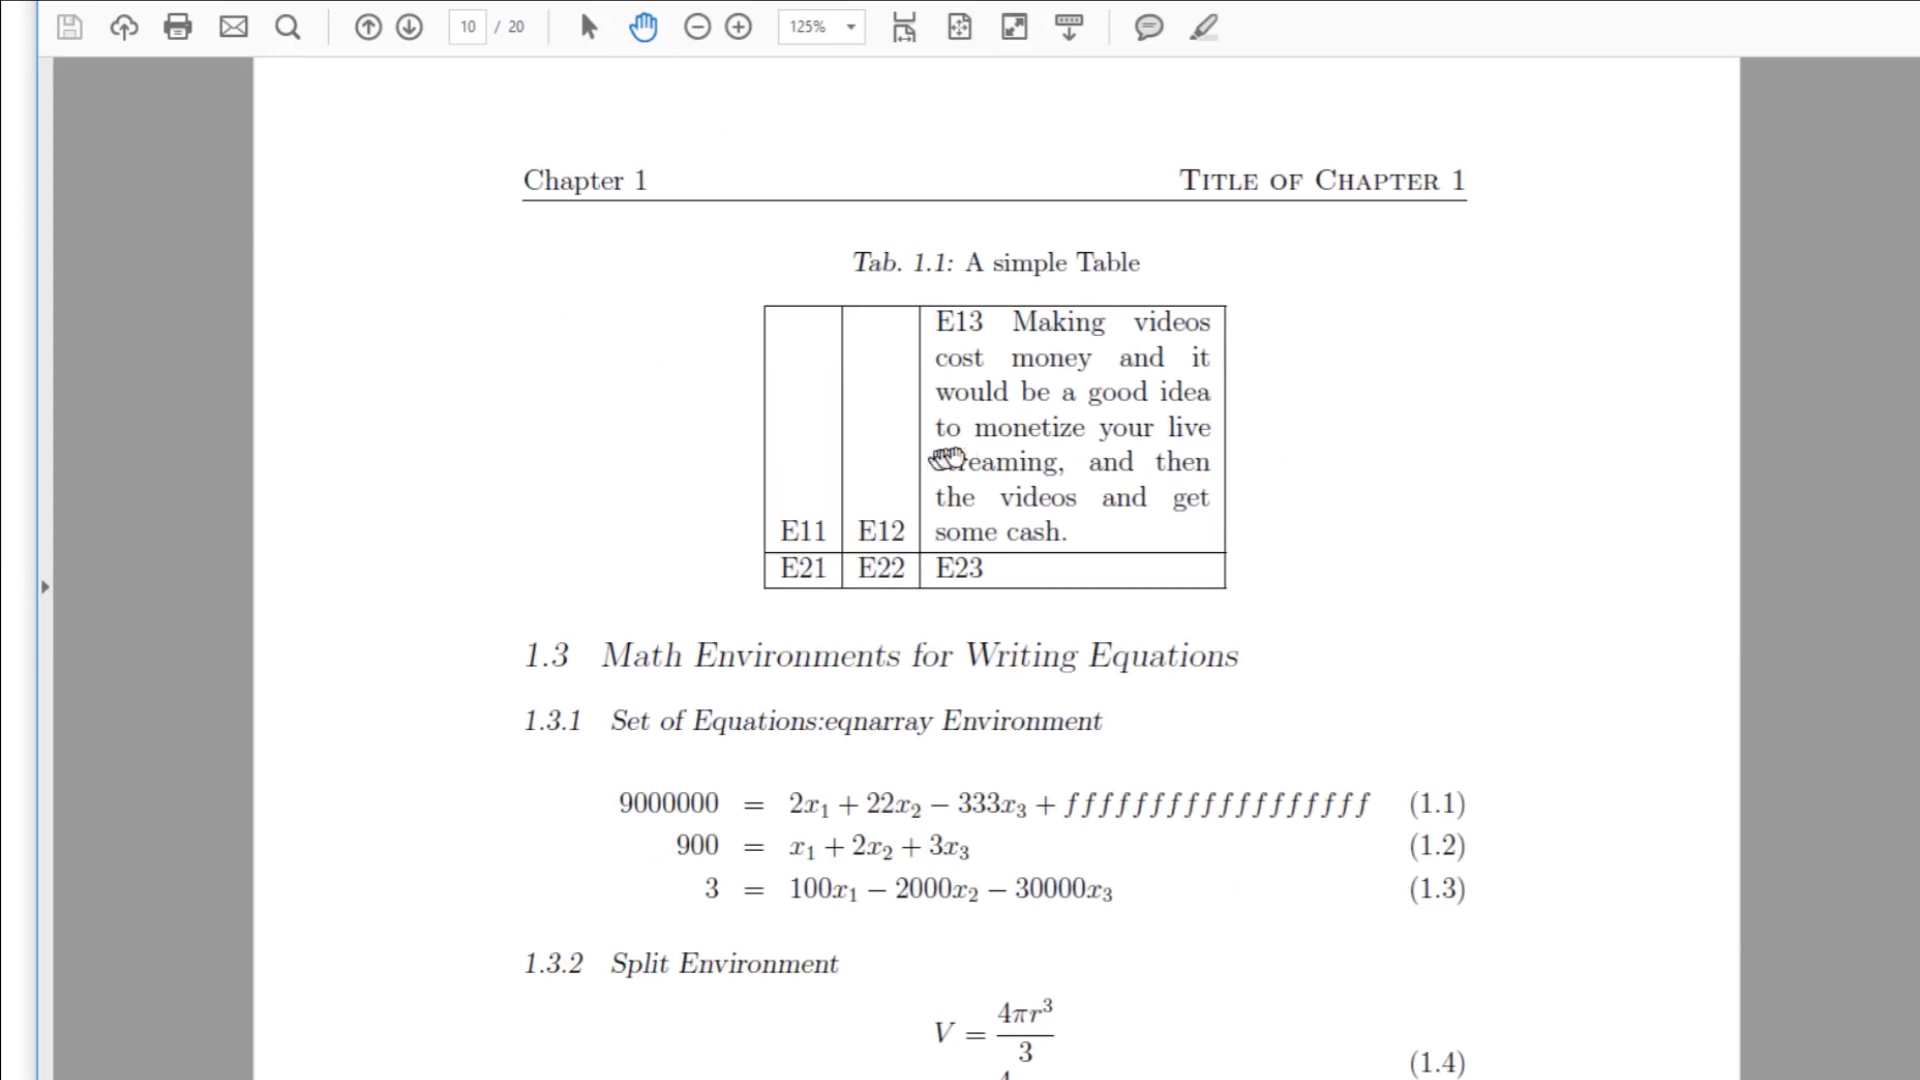 10 / 20 125%
Chapter 1 TITLE OF CHAPTER 1
Tab. 1.1: A simple Table
E13 Making videos
cost money and it
would be a good idea
to monetize your live
reaming, and then
the videos and get
E11 E12 some cash.
E21 E22 E23
1.3 Math Environments for Writing Equations
1.3.1 Set of Equations:eqnarray Environment
9000000 = 2x₁ + 22x₂ − 333x₃ + ffffffffffffffffff (1.1)
900 = x₁ + 2x₂ + 3x₃ (1.2)
3 = 100x₁ − 2000x₂ − 30000x₃ (1.3)
1.3.2 Split Environment
V = 4πr³/3
(1.4)